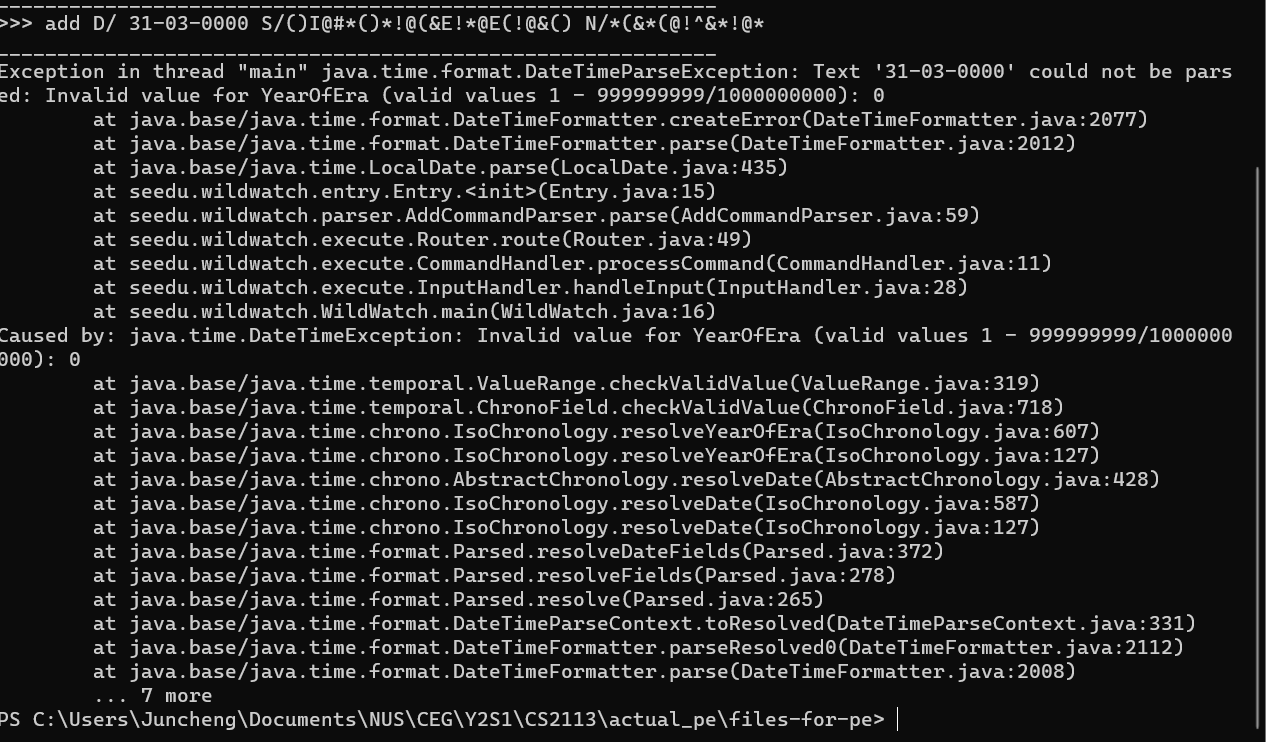 ____________________________________________________________
>>> add D/ 31-03-0000 S/()I@#*()*!@(&E!*@E(!@&() N/*(&*(@!^&*!@*
____________________________________________________________
Exception in thread "main" java.time.format.DateTimeParseException: Text '31-03-0000' could not be pars
ed: Invalid value for YearOfEra (valid values 1 - 999999999/1000000000): 0
        at java.base/java.time.format.DateTimeFormatter.createError(DateTimeFormatter.java:2077)
        at java.base/java.time.format.DateTimeFormatter.parse(DateTimeFormatter.java:2012)
        at java.base/java.time.LocalDate.parse(LocalDate.java:435)
        at seedu.wildwatch.entry.Entry.<init>(Entry.java:15)
        at seedu.wildwatch.parser.AddCommandParser.parse(AddCommandParser.java:59)
        at seedu.wildwatch.execute.Router.route(Router.java:49)
        at seedu.wildwatch.execute.CommandHandler.processCommand(CommandHandler.java:11)
        at seedu.wildwatch.execute.InputHandler.handleInput(InputHandler.java:28)
        at seedu.wildwatch.WildWatch.main(WildWatch.java:16)
Caused by: java.time.DateTimeException: Invalid value for YearOfEra (valid values 1 - 999999999/1000000
000): 0
        at java.base/java.time.temporal.ValueRange.checkValidValue(ValueRange.java:319)
        at java.base/java.time.temporal.ChronoField.checkValidValue(ChronoField.java:718)
        at java.base/java.time.chrono.IsoChronology.resolveYearOfEra(IsoChronology.java:607)
        at java.base/java.time.chrono.IsoChronology.resolveYearOfEra(IsoChronology.java:127)
        at java.base/java.time.chrono.AbstractChronology.resolveDate(AbstractChronology.java:428)
        at java.base/java.time.chrono.IsoChronology.resolveDate(IsoChronology.java:587)
        at java.base/java.time.chrono.IsoChronology.resolveDate(IsoChronology.java:127)
        at java.base/java.time.format.Parsed.resolveDateFields(Parsed.java:372)
        at java.base/java.time.format.Parsed.resolveFields(Parsed.java:278)
        at java.base/java.time.format.Parsed.resolve(Parsed.java:265)
        at java.base/java.time.format.DateTimeParseContext.toResolved(DateTimeParseContext.java:331)
        at java.base/java.time.format.DateTimeFormatter.parseResolved0(DateTimeFormatter.java:2112)
        at java.base/java.time.format.DateTimeFormatter.parse(DateTimeFormatter.java:2008)
        ... 7 more
PS C:\Users\Juncheng\Documents\NUS\CEG\Y2S1\CS2113\actual_pe\files-for-pe>